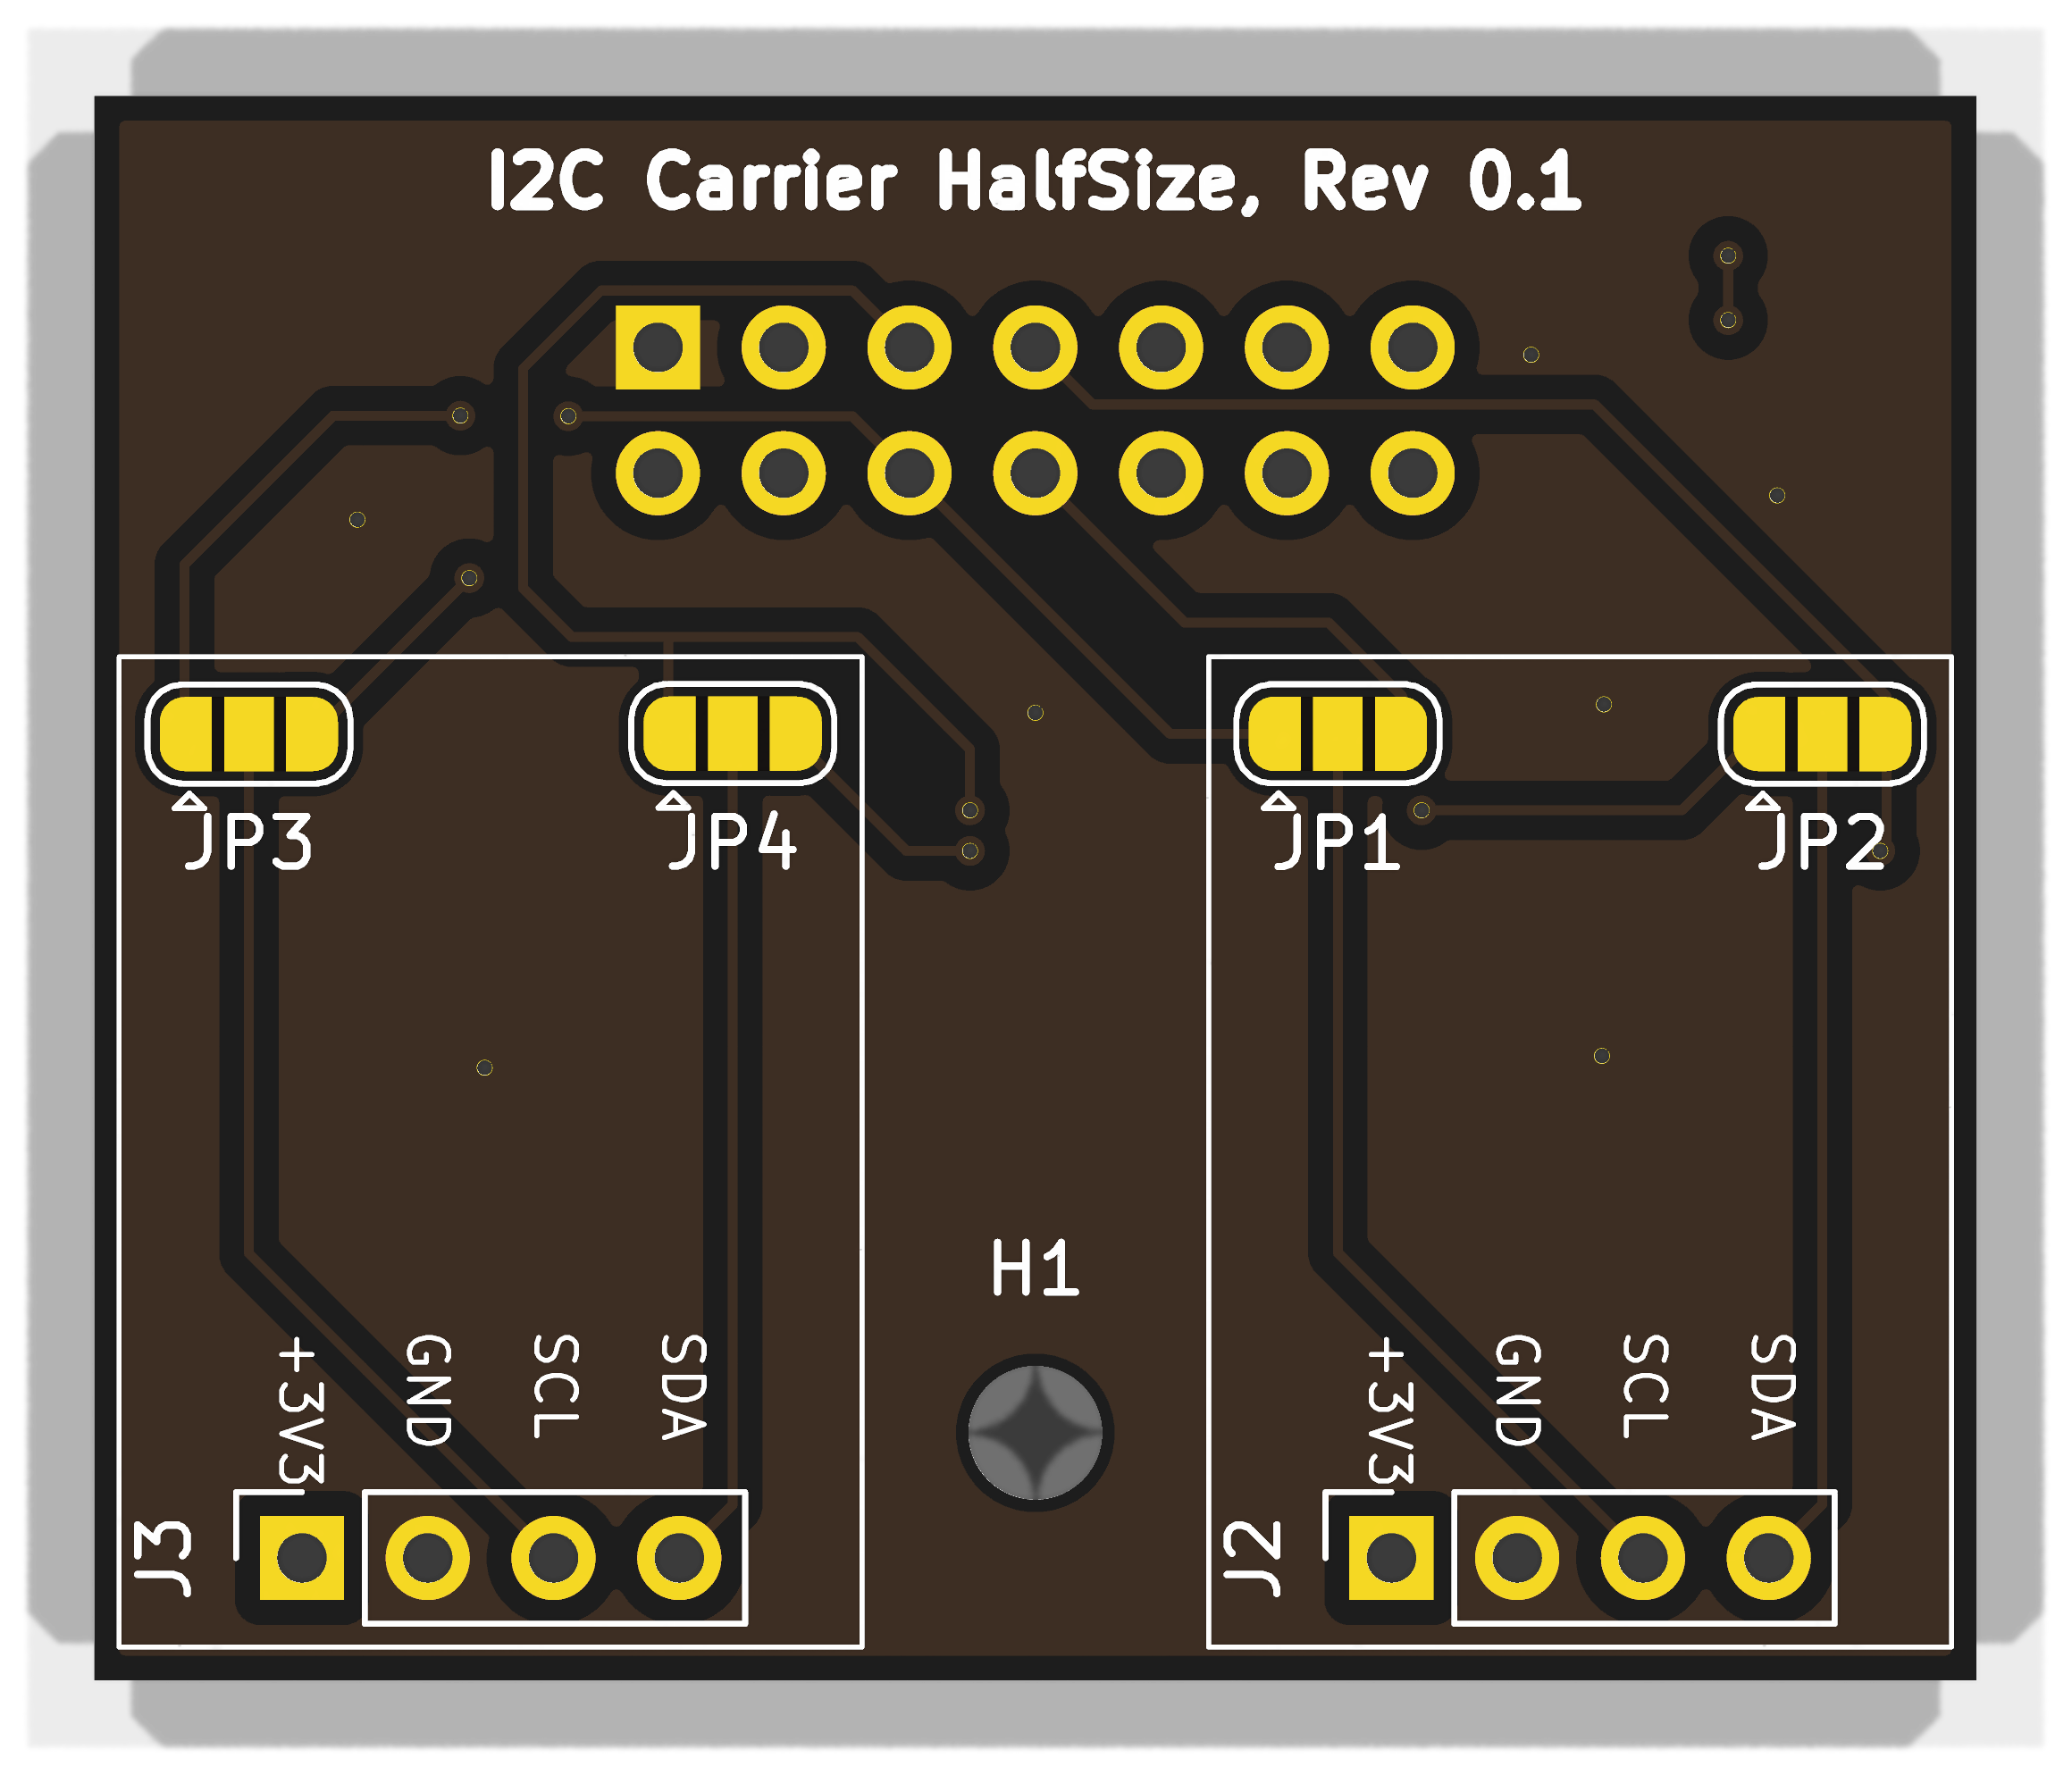 I2C Carrier HalfSize, Rev 0.1
JP3
JP4
JP1
JP2
H1
+3V3
GND
SCL
SDA
+3V3
GND
SCL
SDA
J3
J2